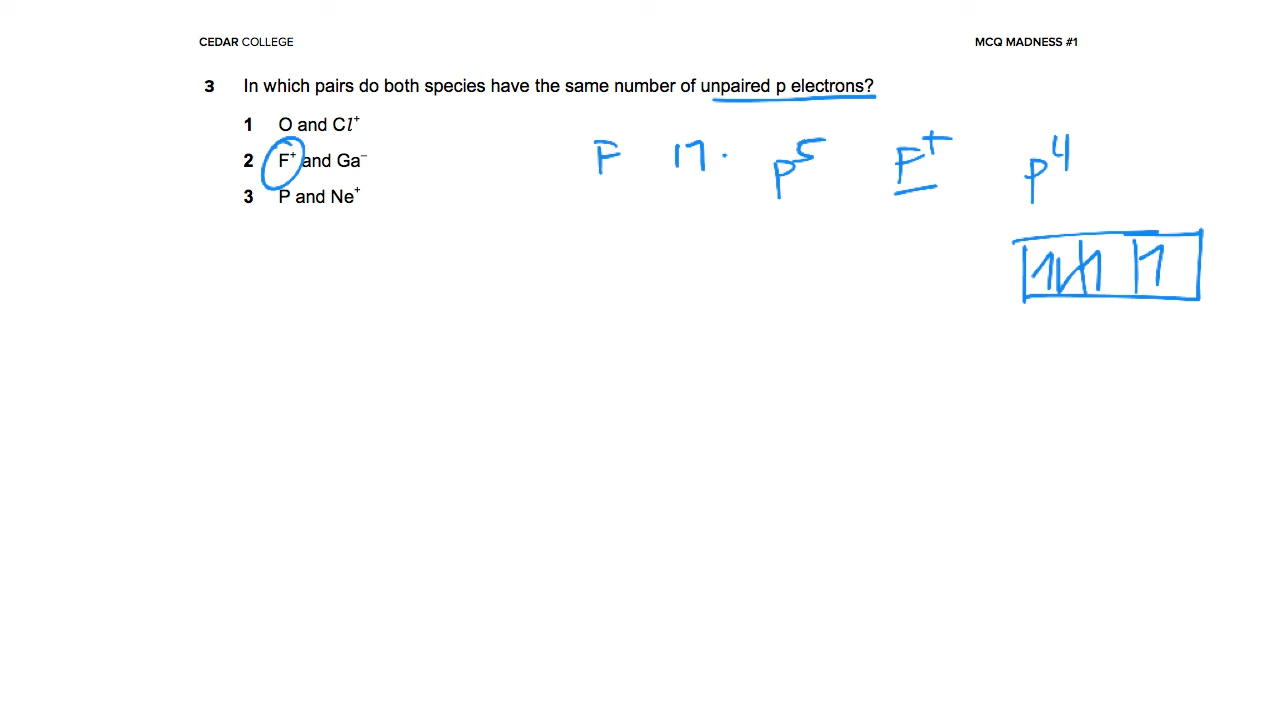 CEDAR COLLEGE MCQ MADNESS #1
3 In which pairs do both species have the same number of unpaired p electrons?
1 O and Cl⁺
2 F⁺ and Ga⁻
3 P and Ne⁺
F 17. p⁵ F⁺ p⁴